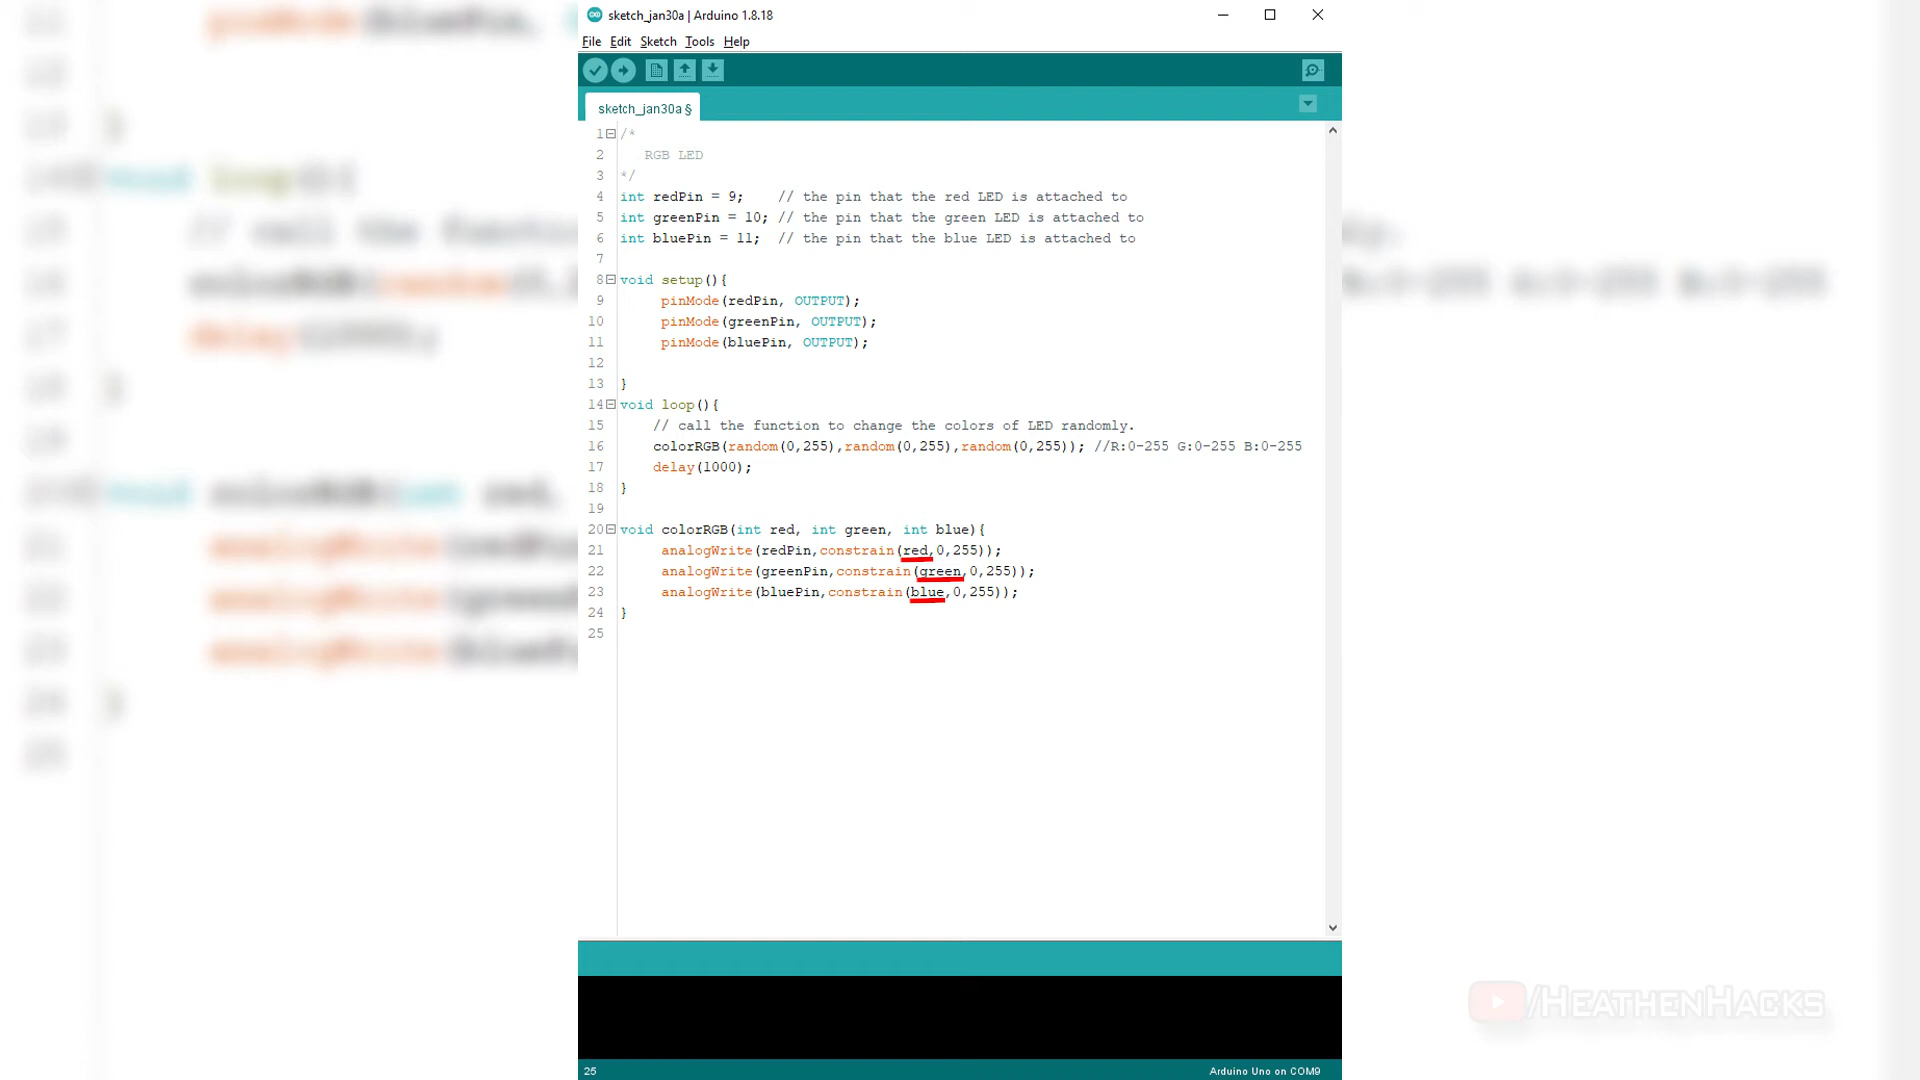 sketch_jan30a | Arduino 1.8.18
File Edit Sketch Tools Help
sketch_jan30a §
1 /*
2 RGB LED
3 */
4 int redPin = 9; // the pin that the red LED is attached to
5 int greenPin = 10; // the pin that the green LED is attached to
6 int bluePin = 11; // the pin that the blue LED is attached to
7
8 void setup(){
9 pinMode(redPin, OUTPUT);
10 pinMode(greenPin, OUTPUT);
11 pinMode(bluePin, OUTPUT);
12
13 }
14 void loop(){
15 // call the function to change the colors of LED randomly.
16 colorRGB(random(0,255),random(0,255),random(0,255)); //R:0-255 G:0-255 B:0-255
17 delay(1000);
18 }
19
20 void colorRGB(int red, int green, int blue){
21 analogWrite(redPin,constrain(red,0,255));
22 analogWrite(greenPin,constrain(green,0,255));
23 analogWrite(bluePin,constrain(blue,0,255));
24 }
25
/HEATHENHACKS
25 Arduino Uno on COM9